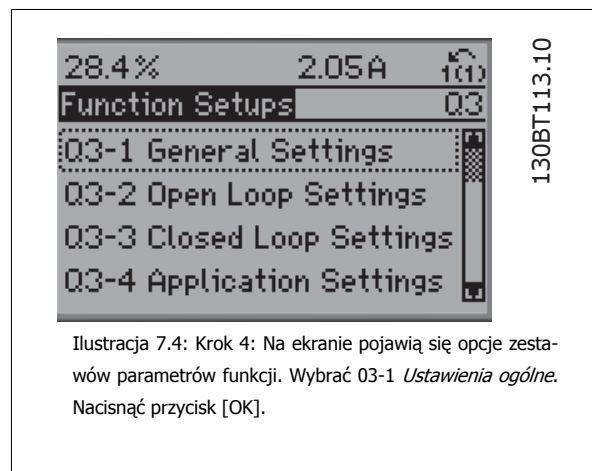 28.4%
2.05A
1(1)
Function Setups
Q3
Q3-1 General Settings
Q3-2 Open Loop Settings
Q3-3 Closed Loop Settings
Q3-4 Application Settings
130BT113.10
Ilustracja 7.4: Krok 4: Na ekranie pojawią się opcje zesta-
wów parametrów funkcji. Wybrać 03-1 Ustawienia ogólne.
Nacisnąć przycisk [OK].